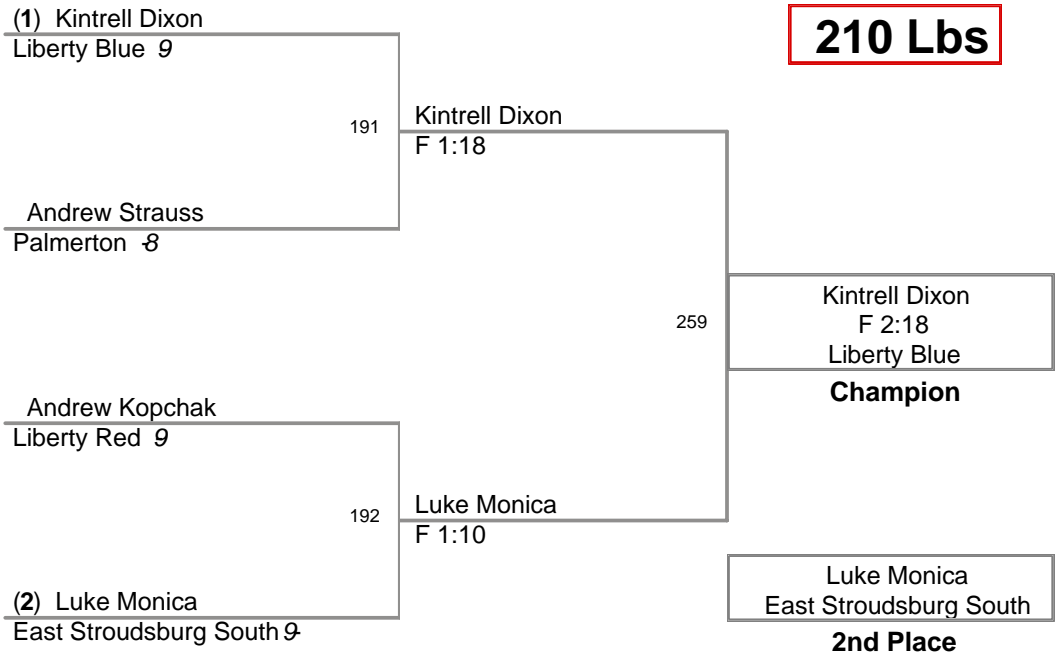 (1) Kintrell Dixon
Liberty Blue 9
210 Lbs
191
Kintrell Dixon
F 1:18
Andrew Strauss
Palmerton -8
259
Kintrell Dixon
F 2:18
Liberty Blue
Champion
Andrew Kopchak
Liberty Red 9
192
Luke Monica
F 1:10
(2) Luke Monica
East Stroudsburg South 9-
Luke Monica
East Stroudsburg South
2nd Place